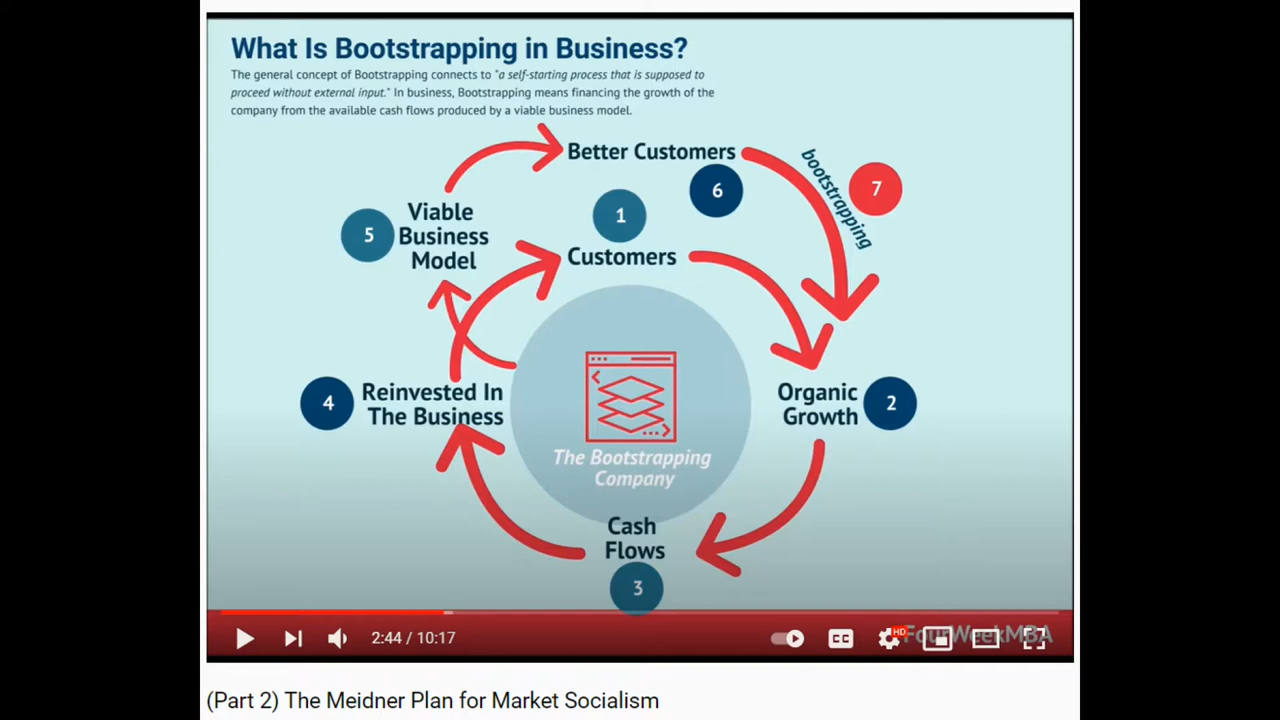 What Is Bootstrapping in Business?
The general concept of Bootstrapping connects to "a self-starting process that is supposed to
proceed without external input." In business, Bootstrapping means financing the growth of the
company from the available cash flows produced by a viable business model.
Better Customers
bootstrapping
7
6
1
5
Viable
Business
Model
Customers
4
Reinvested In
The Business
Organic
Growth
2
The Bootstrapping
Company
Cash
Flows
3
2:44 / 10:17
CC
HD
FourWeekMBA
(Part 2) The Meidner Plan for Market Socialism